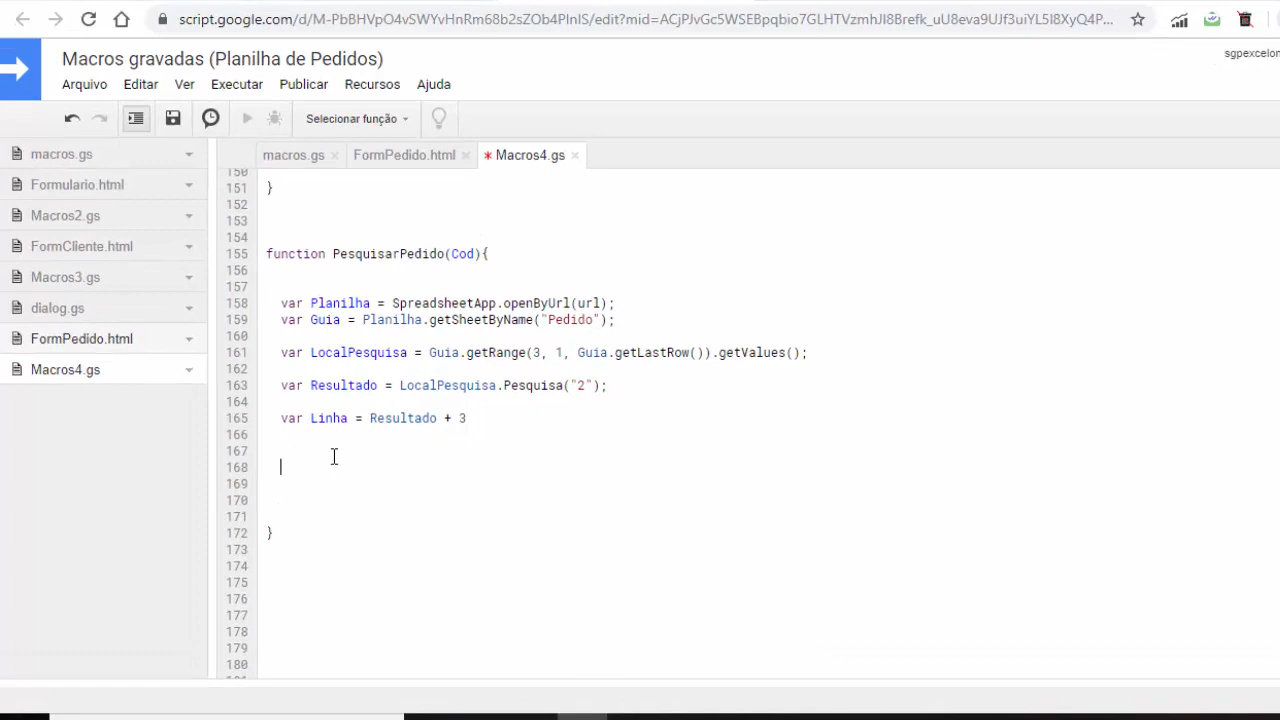 script.google.com/d/M-PbBHVpO4vSWYvHnRm68b2sZOb4PlnIS/edit?mid=ACjPJvGc5WSEBpqbio7GLHTVzmhJI8Brefk_uU8eva9UJf3uiYL5I8XyQ4P...
Macros gravadas (Planilha de Pedidos)
sgpexcelon
Arquivo Editar Ver Executar Publicar Recursos Ajuda
Selecionar função
macros.gs
Formulario.html
Macros2.gs
FormCliente.html
Macros3.gs
dialog.gs
FormPedido.html
Macros4.gs
macros.gs × FormPedido.html × * Macros4.gs ×
150
151 }
152
153
154
155 function PesquisarPedido(Cod){
156
157
158 var Planilha = SpreadsheetApp.openByUrl(url);
159 var Guia = Planilha.getSheetByName("Pedido");
160
161 var LocalPesquisa = Guia.getRange(3, 1, Guia.getLastRow()).getValues();
162
163 var Resultado = LocalPesquisa.Pesquisa("2");
164
165 var Linha = Resultado + 3
166
167
168
169
170
171
172 }
173
174
175
176
177
178
179
180